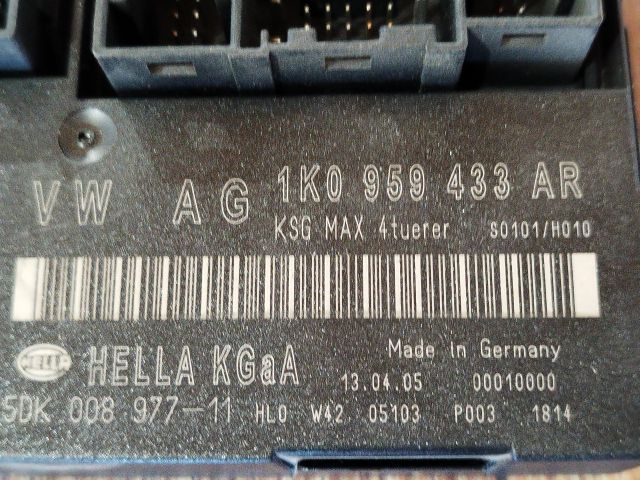 VW AG 1K0 959 433 AR
KSG MAX 4tuerer S0101/H010
HELLA HELLA KGaA Made in Germany
13.04.05 00010000
5DK 008 977-11 HL0 W42 05103 P003 1814